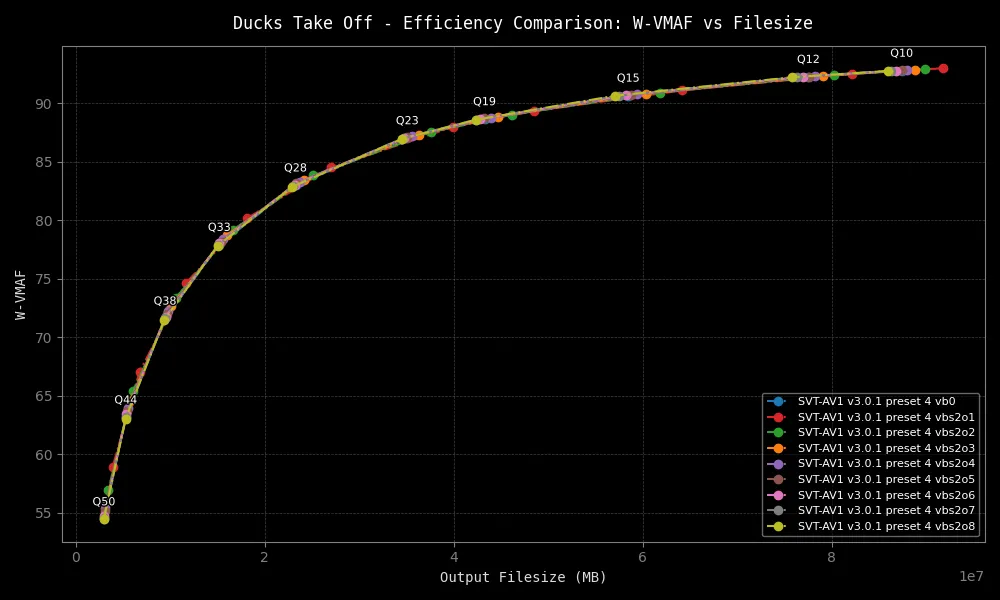 Ducks Take Off - Efficiency Comparison: W-VMAF vs Filesize
W-VMAF
90
85
80
75
70
65
60
55
Q50
Q44
Q38
Q33
Q28
Q23
Q19
Q15
Q12
Q10
SVT-AV1 v3.0.1 preset 4 vb0
SVT-AV1 v3.0.1 preset 4 vbs2o1
SVT-AV1 v3.0.1 preset 4 vbs2o2
SVT-AV1 v3.0.1 preset 4 vbs2o3
SVT-AV1 v3.0.1 preset 4 vbs2o4
SVT-AV1 v3.0.1 preset 4 vbs2o5
SVT-AV1 v3.0.1 preset 4 vbs2o6
SVT-AV1 v3.0.1 preset 4 vbs2o7
SVT-AV1 v3.0.1 preset 4 vbs2o8
0 2 4 6 8
1e7
Output Filesize (MB)